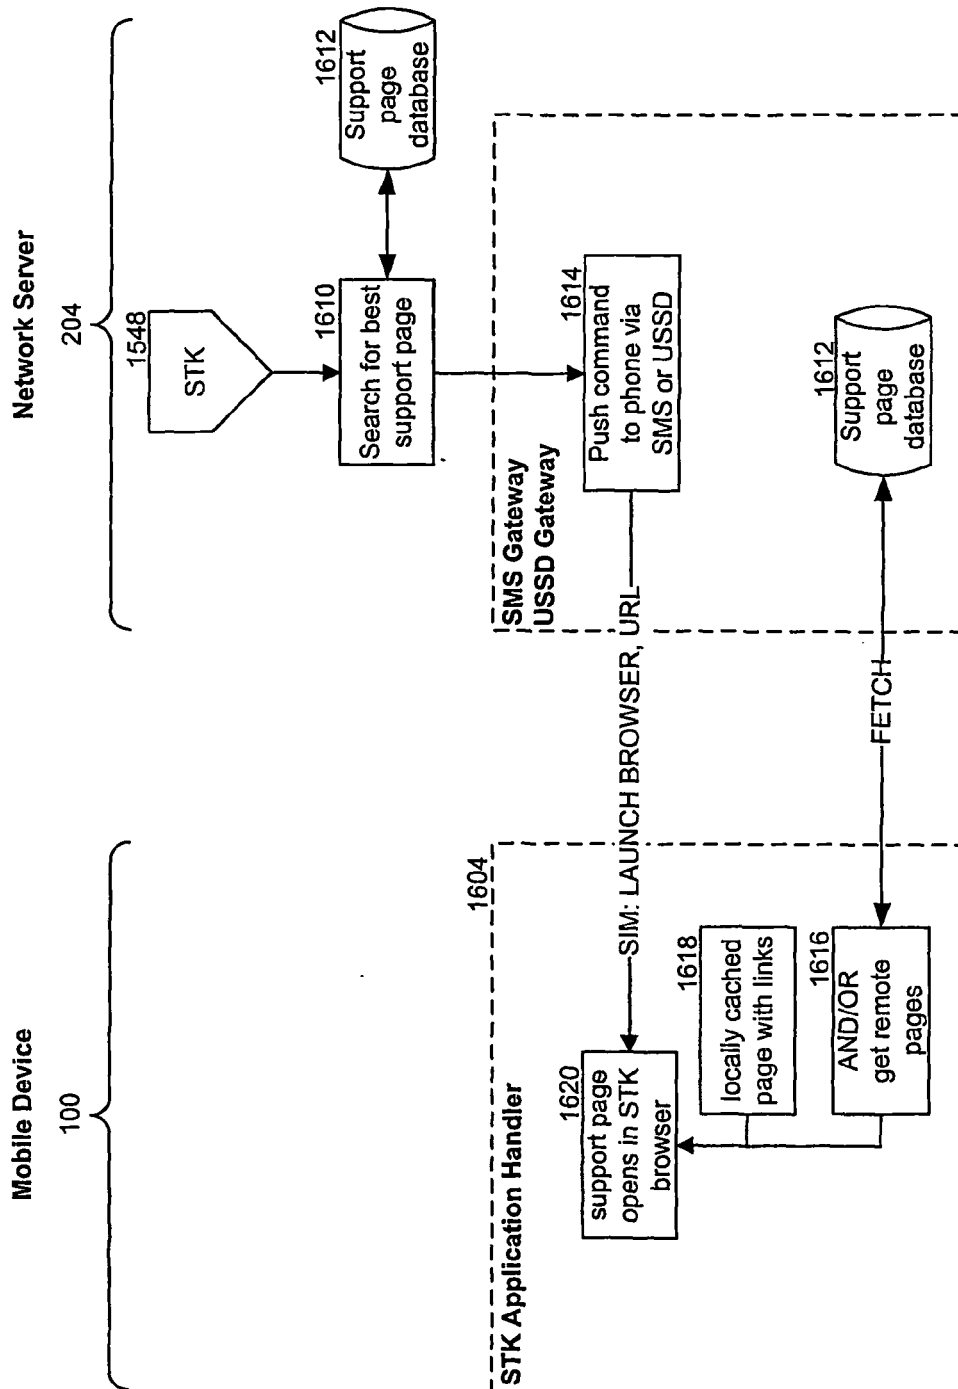 Mobile Device
100
Network Server
204
1548
STK
1610
Search for best
support page
1612
Support
page
database
1604
STK Application Handler
SMS Gateway
USSD Gateway
1620
support page
opens in STK
browser
SIM: LAUNCH BROWSER, URL
1614
Push command
to phone via
SMS or USSD
1618
locally cached
page with links
1616
AND/OR
get remote
pages
FETCH
1612
Support
page
database